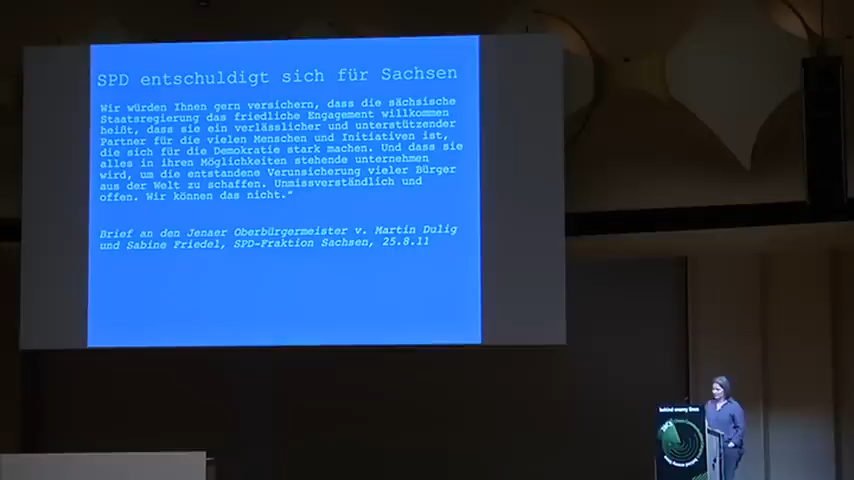 SPD entschuldigt sich für Sachsen
Wir würden Ihnen gern versichern, dass die sächsische
Staatsregierung das friedliche Engagement willkommen
heißt, dass sie ein verlässlicher und unterstützender
Partner für die vielen Menschen und Initiativen ist,
die sich für die Demokratie stark machen. Und dass sie
alles in ihren Möglichkeiten stehende unternehmen
wird, um die entstandene Verunsicherung vieler Bürger
aus der Welt zu schaffen. Unmissverständlich und
offen. Wir können das nicht."
Brief an den Jenaer Oberbürgermeister v. Martin Dulig
und Sabine Friedel, SPD-Fraktion Sachsen, 25.8.11
behind enemy lines